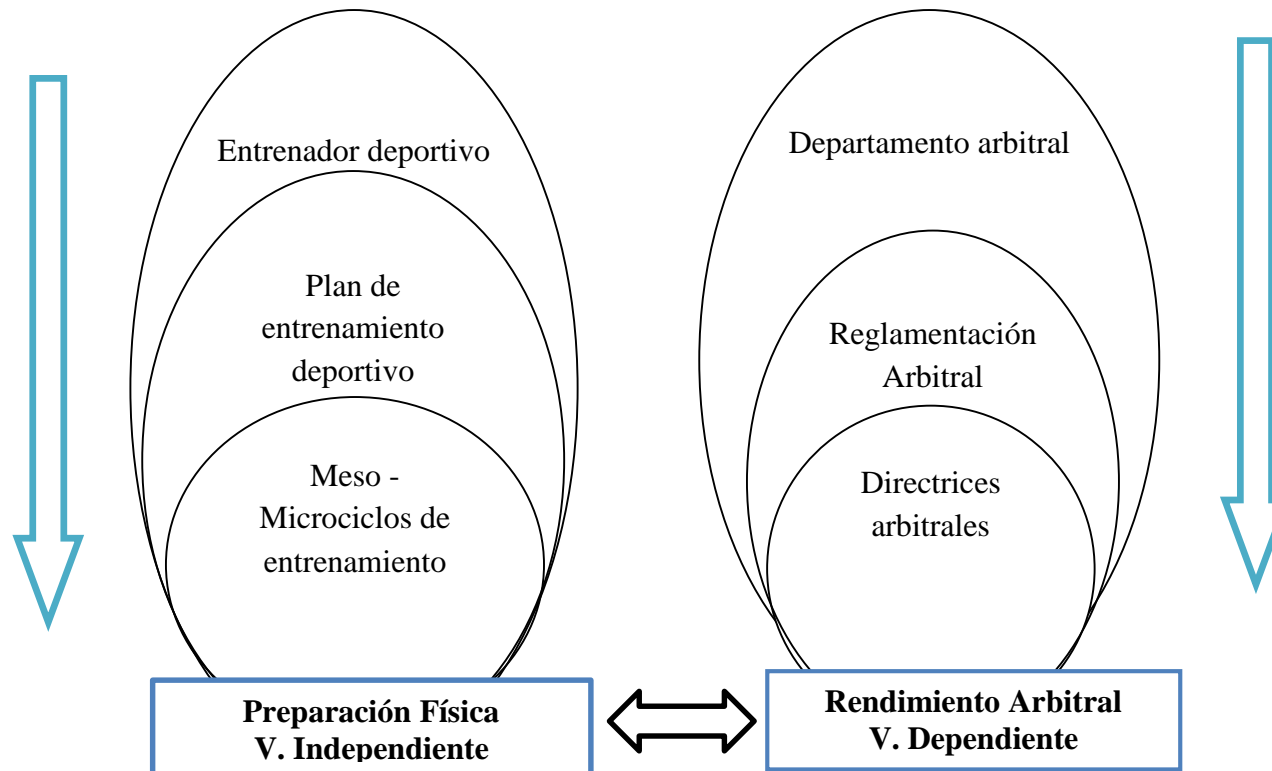 Entrenador deportivo
Plan de
entrenamiento
deportivo
Meso -
Microciclos de
entrenamiento
Preparación Física
V. Independiente
Departamento arbitral
Reglamentación
Arbitral
Directrices
arbitrales
Rendimiento Arbitral
V. Dependiente